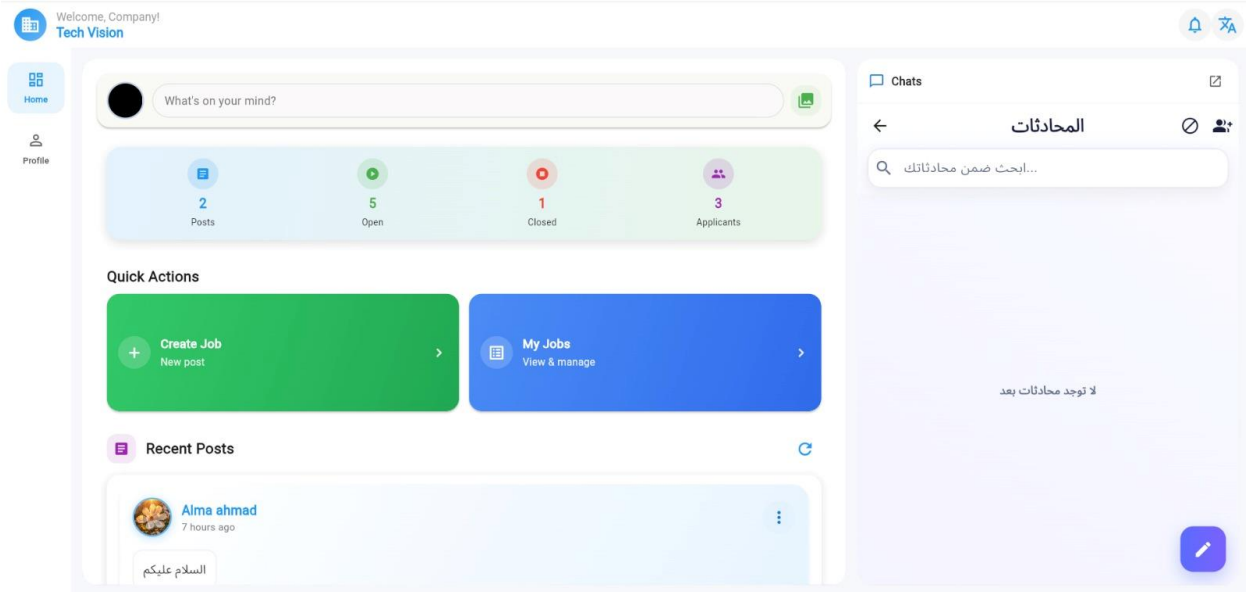 Welcome, Company!
Tech Vision
Home
Profile
What's on your mind?
2
Posts
5
Open
1
Closed
3
Applicants
Quick Actions
Create Job
New post
My Jobs
View & manage
Recent Posts
Alma ahmad
7 hours ago
السلام عليكم
Chats
المحادثات
ابحث ضمن محادثاتك...
لا توجد محادثات بعد